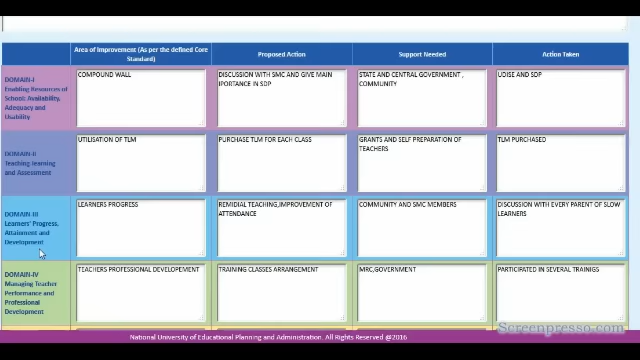 Area of Improvement (As per the defined Core
Standard)
Proposed Action
Support Needed
Action Taken
DOMAIN-I
Enabling Resources of
School: Availability,
Adequacy and
Usability
COMPOUND WALL
DISCUSSION WITH SMC AND GIVE MAIN
IPORTANCE IN SDP
STATE AND CENTRAL GOVERNMENT ,
COMMUNITY
UDISE AND SDP
DOMAIN-II
Teaching-learning
and Assessment
UTILISATION OF TLM
PURCHASE TLM FOR EACH CLASS
GRANTS AND SELF PREPARATION OF
TEACHERS
TLM PURCHASED
DOMAIN-III
Learners' Progress,
Attainment and
Development
LEARNERS PROGRESS
REMIDIAL TEACHING,IMPROVEMENT OF
ATTENDANCE
COMMUNITY AND SMC MEMBERS
DISCUSSION WITH EVERY PARENT OF SLOW
LEARNERS
DOMAIN-IV
Managing Teacher
Performance and
Professional
Development
TEACHERS PROFESSIONAL DEVELOPEMENT
TRAINING CLASSES ARRANGEMENT
MRC,GOVERNMENT
PARTICIPATED IN SEVERAL TRAINIGS
Screenpresso.com
National University of Educational Planning and Administration. All Rights Reserved @2016